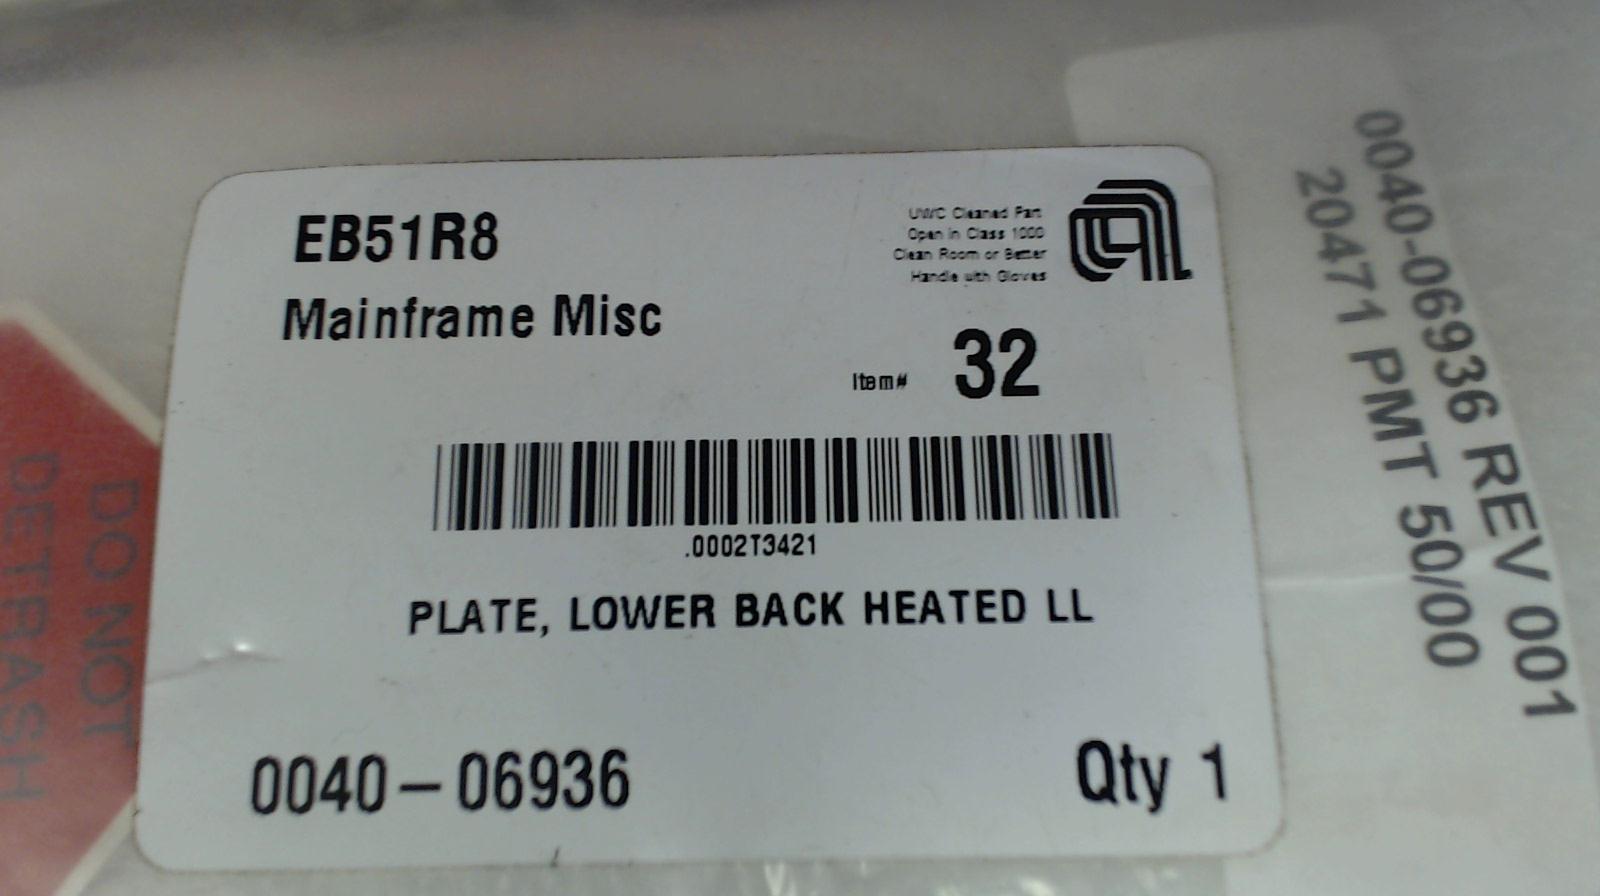 EB51R8
Mainframe Misc
UWC Cleaned Part
Open in Class 1000
Clean Room or Better
Handle with Gloves
Item# 32
.0002T3421
PLATE, LOWER BACK HEATED LL
0040-06936
Qty 1
0040-06936 REV 001
20471 PMT 50/00
DO NOT
DETRASH